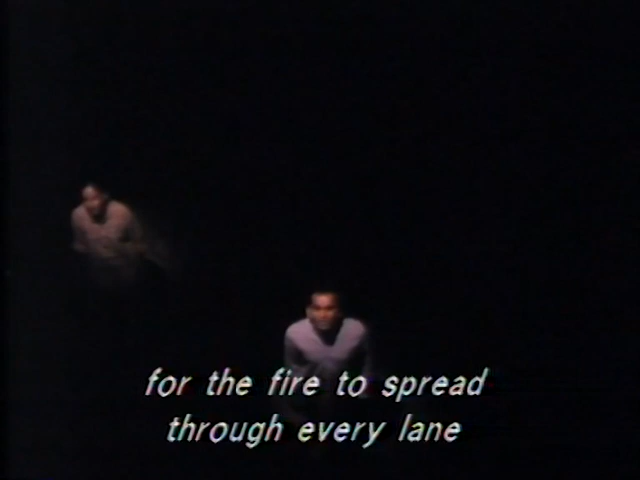 for the fire to spread
through every lane